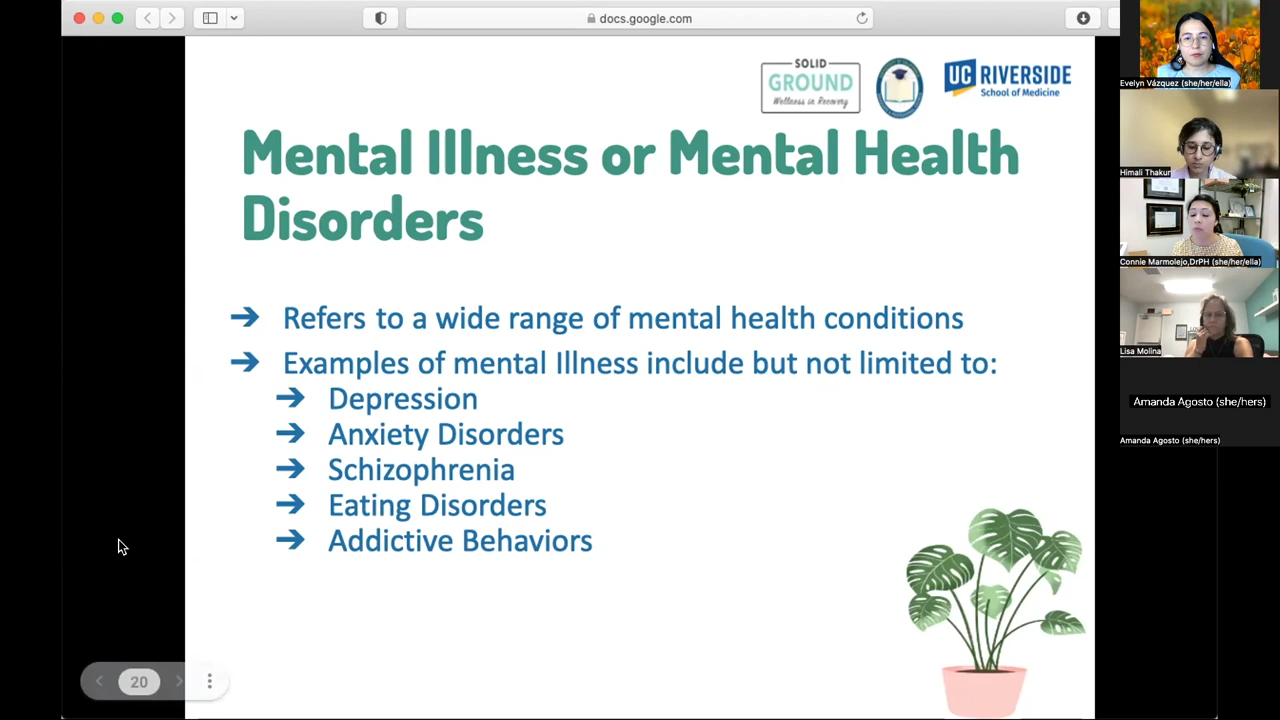 docs.google.com
SOLID
GROUND
Wellness in Recovery
UC RIVERSIDE
School of Medicine
Mental Illness or Mental Health
Disorders
➔ Refers to a wide range of mental health conditions
➔ Examples of mental Illness include but not limited to:
➔ Depression
➔ Anxiety Disorders
➔ Schizophrenia
➔ Eating Disorders
➔ Addictive Behaviors
20
Evelyn Vázquez (she/her/ella)
Himali Thakur
Connie Marmolejo,DrPH (she/her/ella)
Lisa Molina
Amanda Agosto (she/hers)
Amanda Agosto (she/hers)